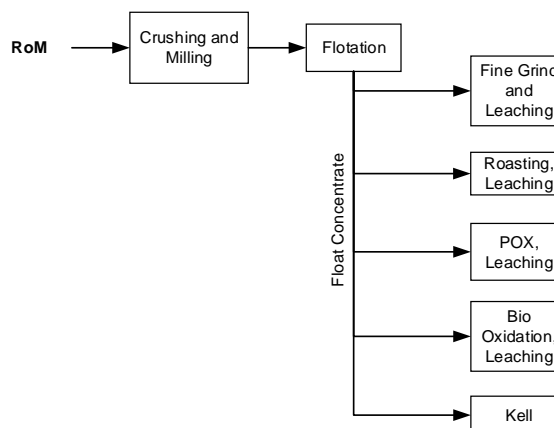 RoM
Crushing and
Milling
Flotation
Fine Grind
and
Leaching
Roasting,
Leaching
Float Concentrate
POX,
Leaching
Bio
Oxidation,
Leaching
Kell